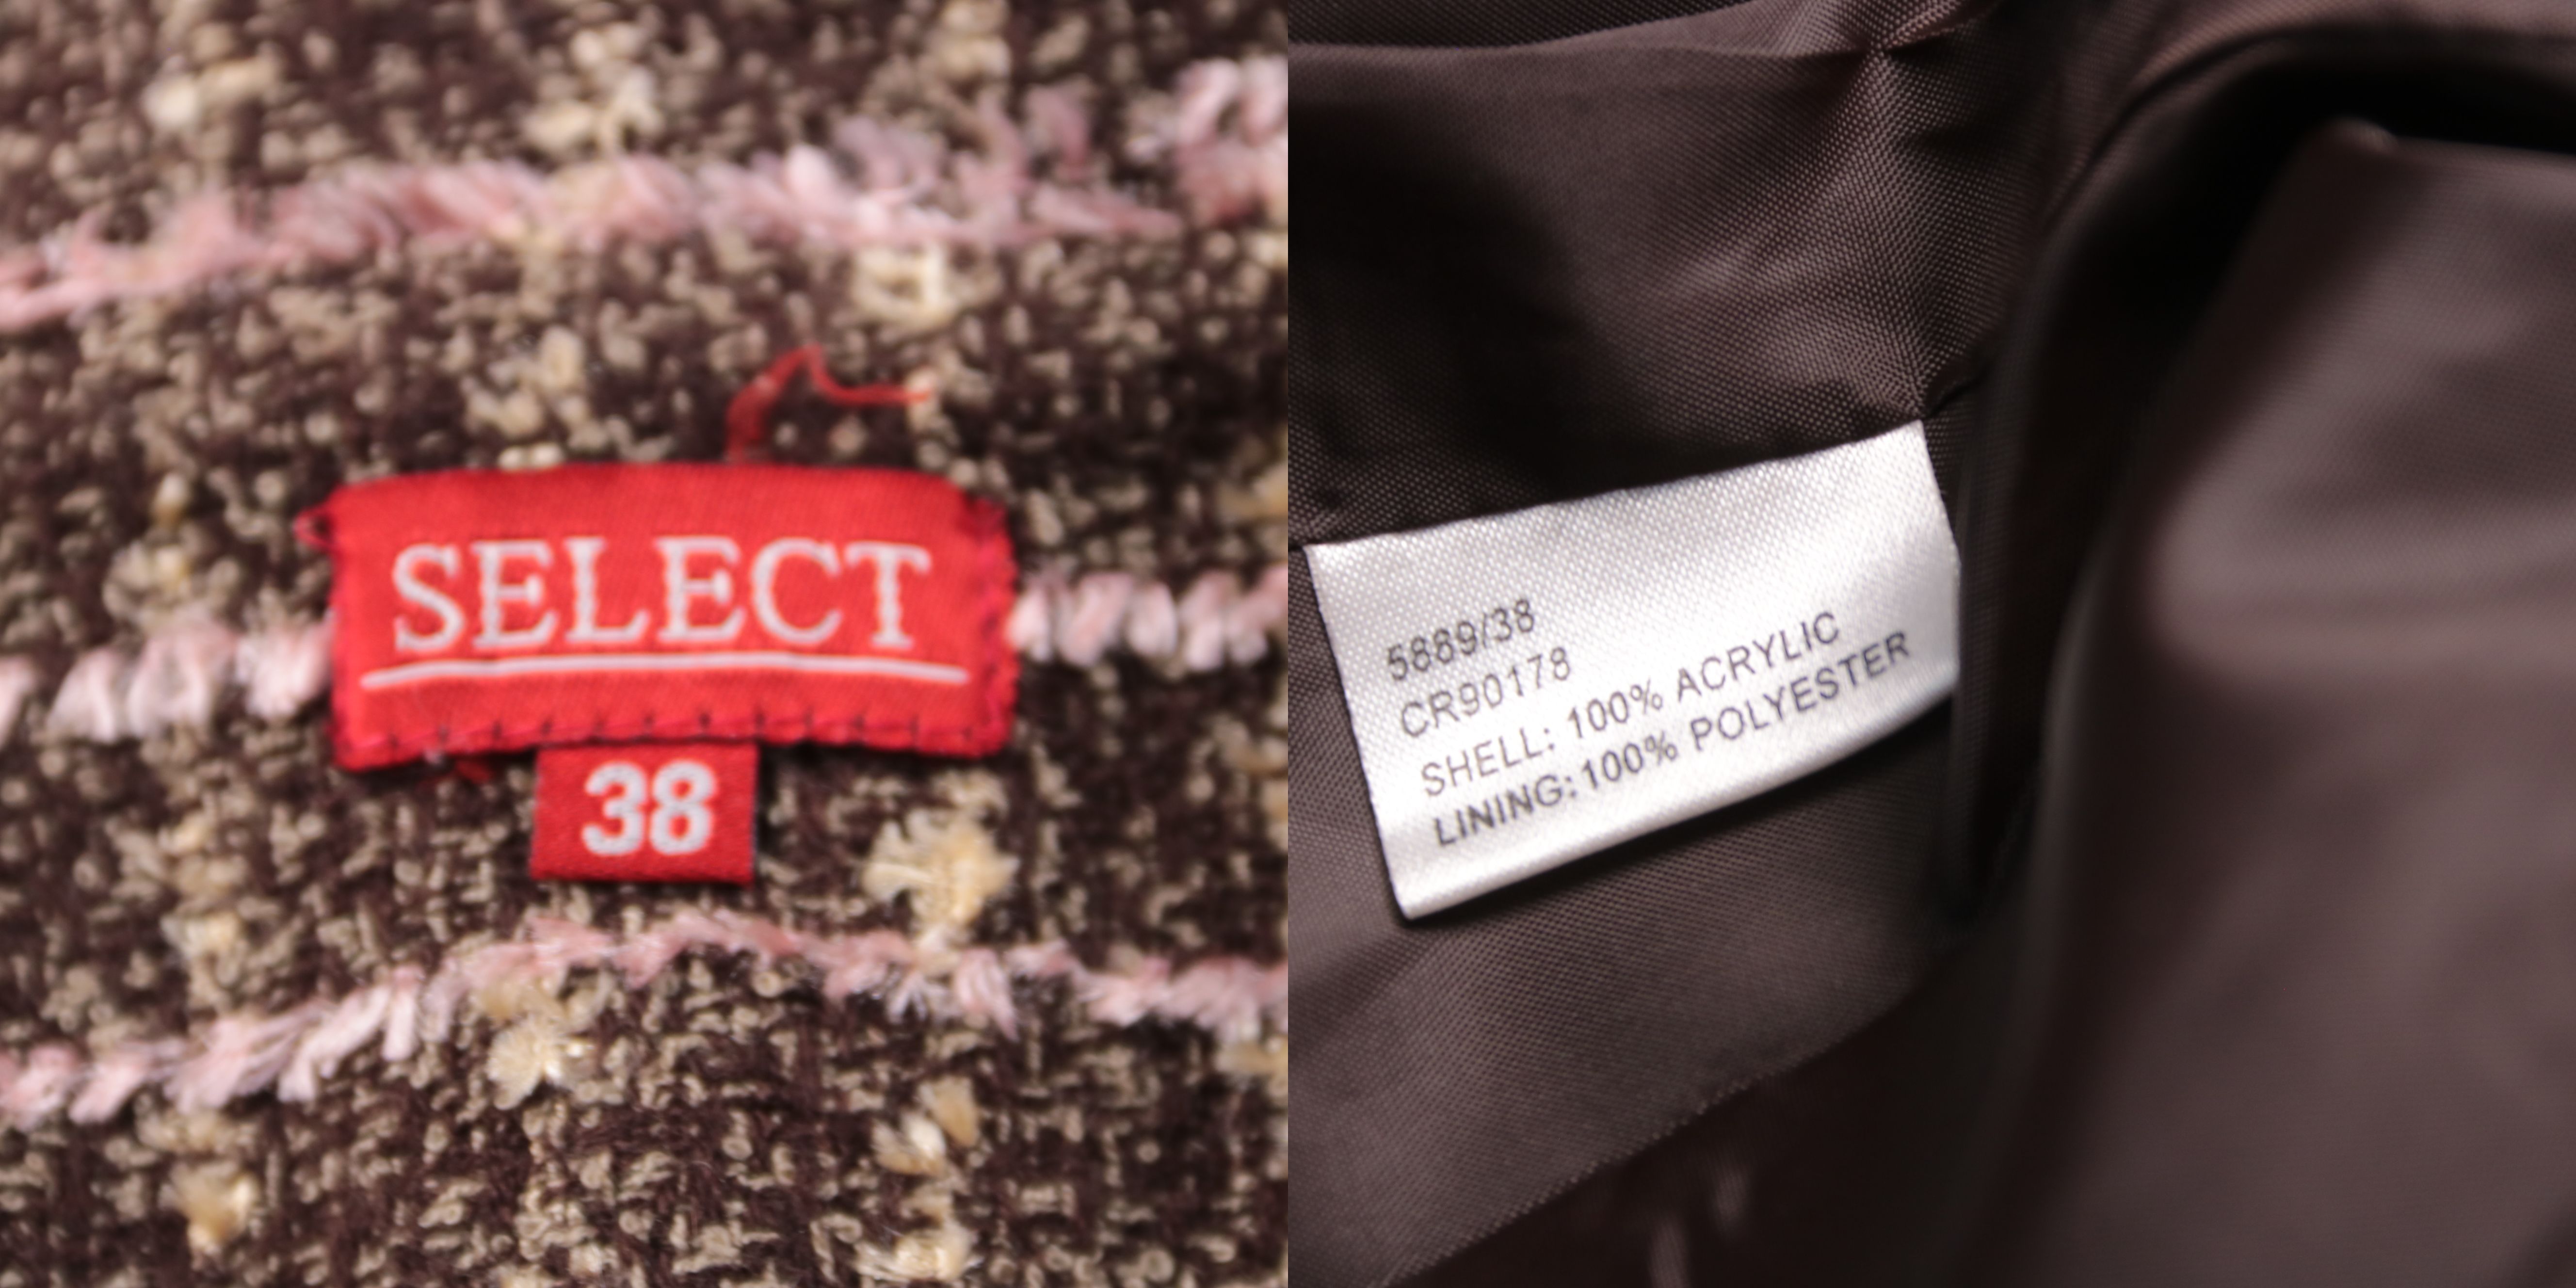 SELECT
38
5889/38
CR90178
SHELL: 100% ACRYLIC
LINING:100% POLYESTER